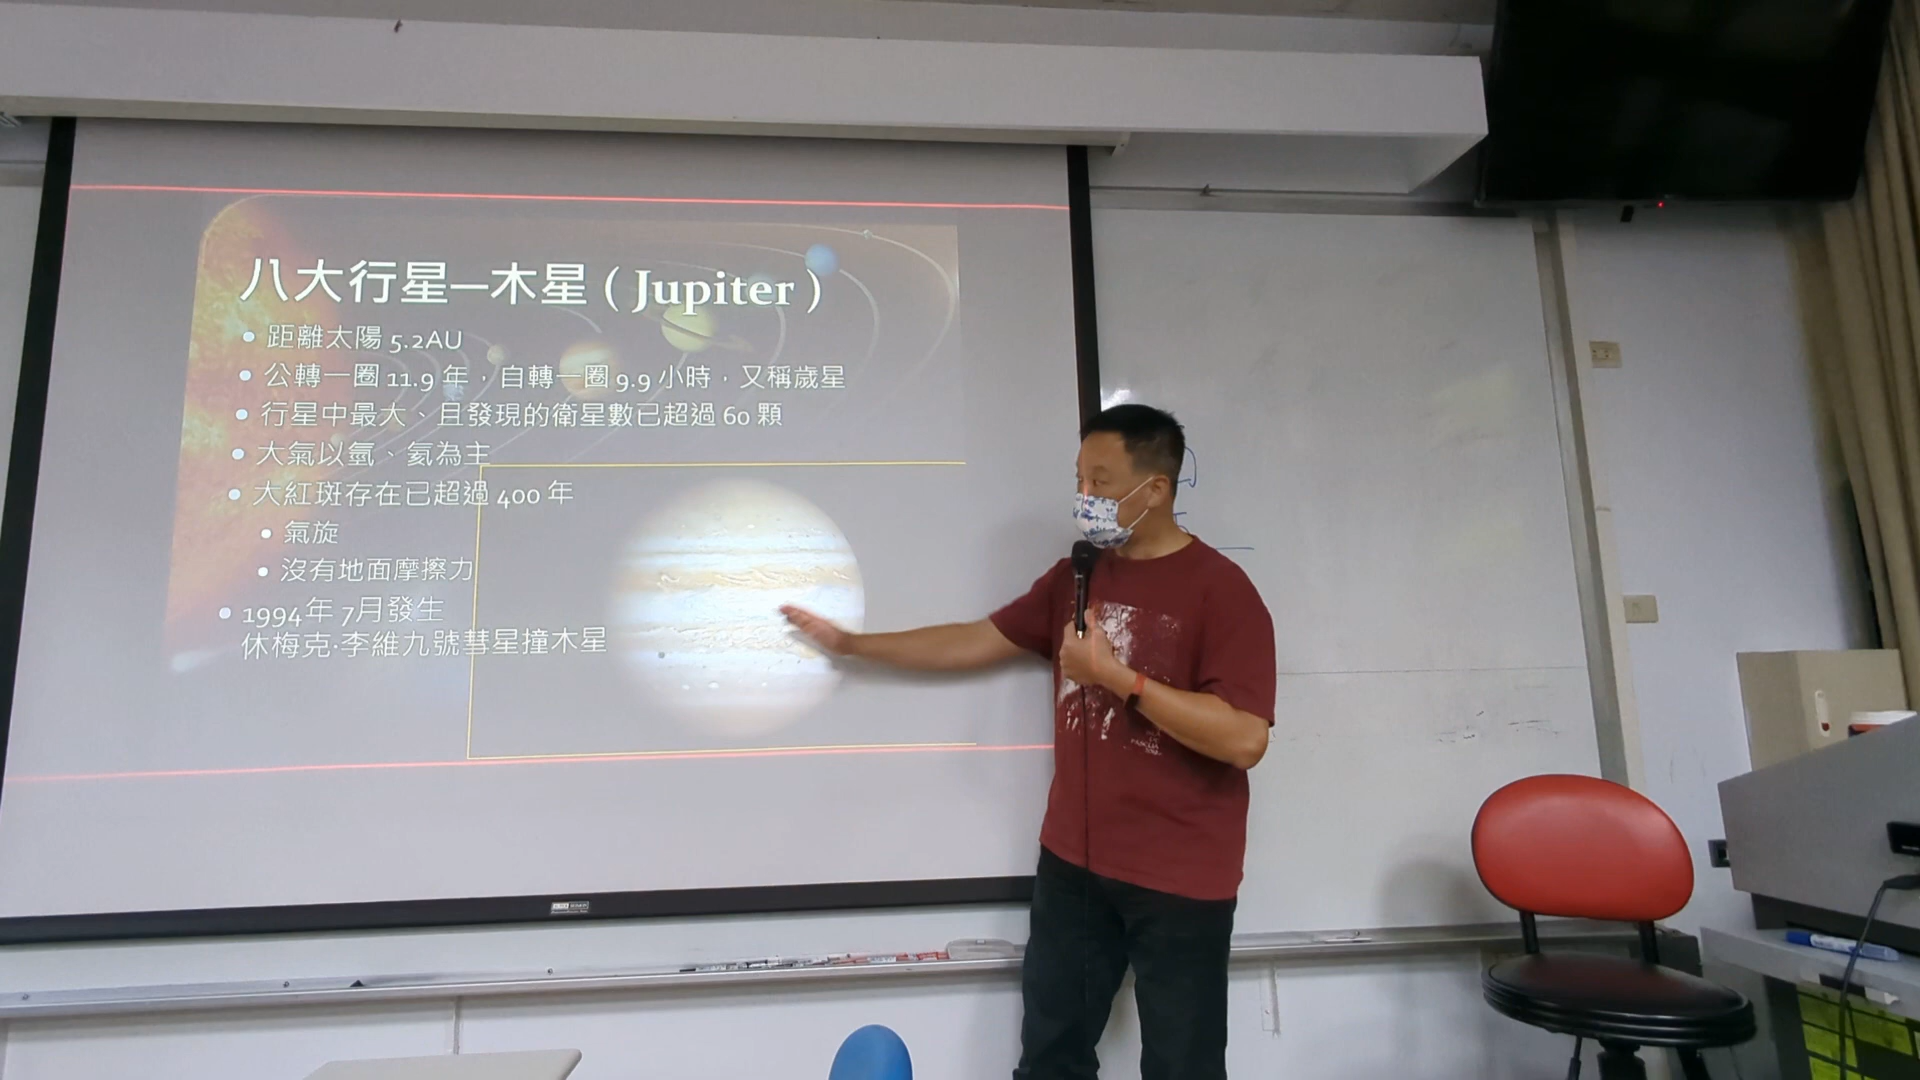 八大行星─木星（Jupiter）
• 距離太陽 5.2AU
• 公轉一圈 11.9 年，自轉一圈 9.9 小時，又稱歲星
• 行星中最大、且發現的衛星數已超過 60 顆
• 大氣以氫、氦為主
• 大紅斑存在已超過 400 年
• 氣旋
• 沒有地面摩擦力
• 1994年 7月發生
休梅克·李維九號彗星撞木星